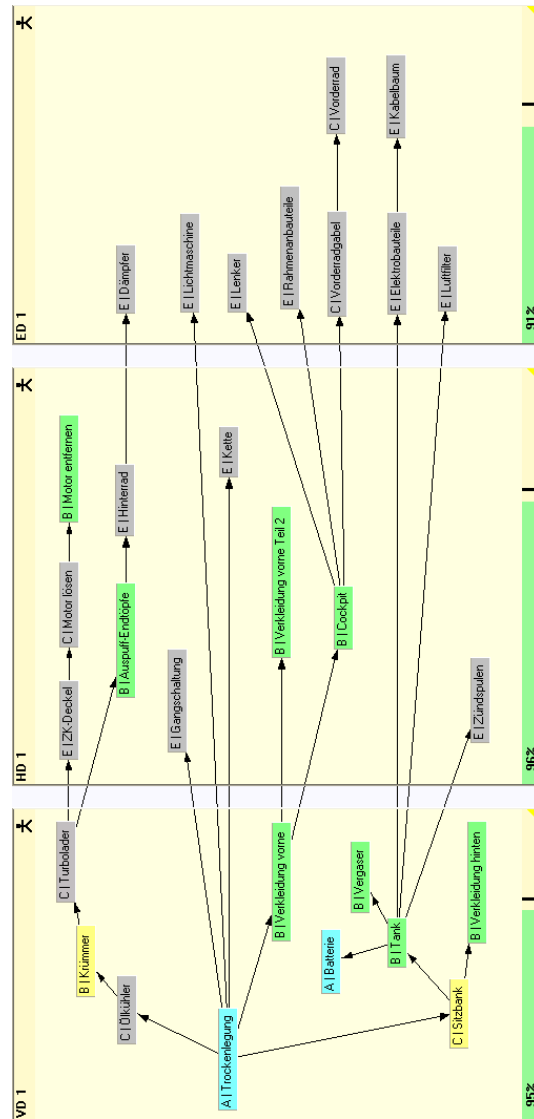 VD 1
A | Trockenlegung
C | Ölkühler
B | Krümmer
C | Turbolader
B | Verkleidung vorne
A | Batterie
B | Vergaser
B | Tank
C | Sitzbank
B | Verkleidung hinten
95%
HD 1
E | ZK-Deckel
C | Motor lösen
B | Motor entfernen
B | Auspuff-Endtöpfe
E | Hinterrad
E | Gangschaltung
E | Kette
B | Verkleidung vorne Teil 2
B | Cockpit
E | Zündspulen
96%
ED 1
E | Dämpfer
E | Lichtmaschine
E | Lenker
E | Rahmenanbauteile
C | Vorderradgabel
C | Vorderrad
E | Elektrobauteile
E | Kabelbaum
E | Luftfilter
91%